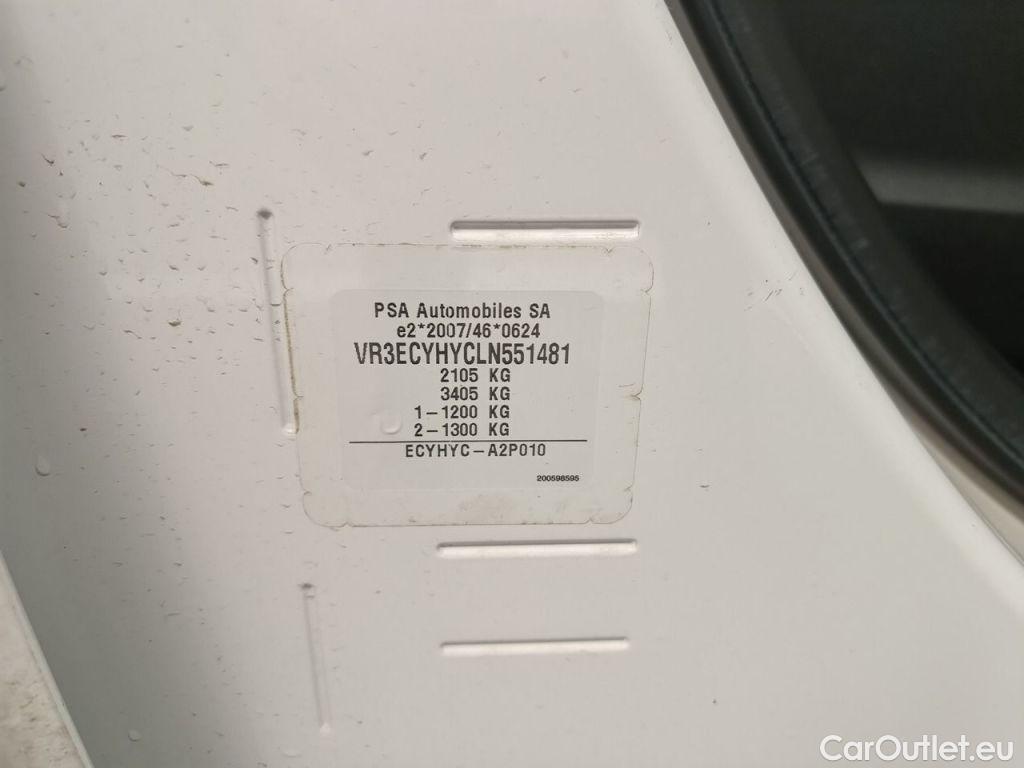 PSA Automobiles SA
e2*2007/46*0624
VR3ECYHYCLN551481
2105 KG
3405 KG
1-1200 KG
2-1300 KG
ECYHYC-A2P010
200598595
CarOutlet.eu